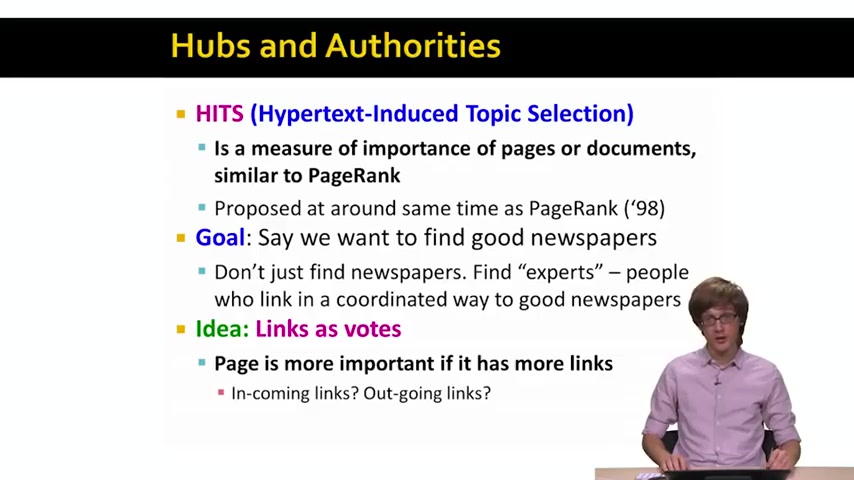 Hubs and Authorities
HITS (Hypertext-Induced Topic Selection)
Is a measure of importance of pages or documents,
similar to PageRank
Proposed at around same time as PageRank (‘98)
Goal: Say we want to find good newspapers
Don’t just find newspapers. Find “experts” – people
who link in a coordinated way to good newspapers
Idea: Links as votes
Page is more important if it has more links
In-coming links? Out-going links?